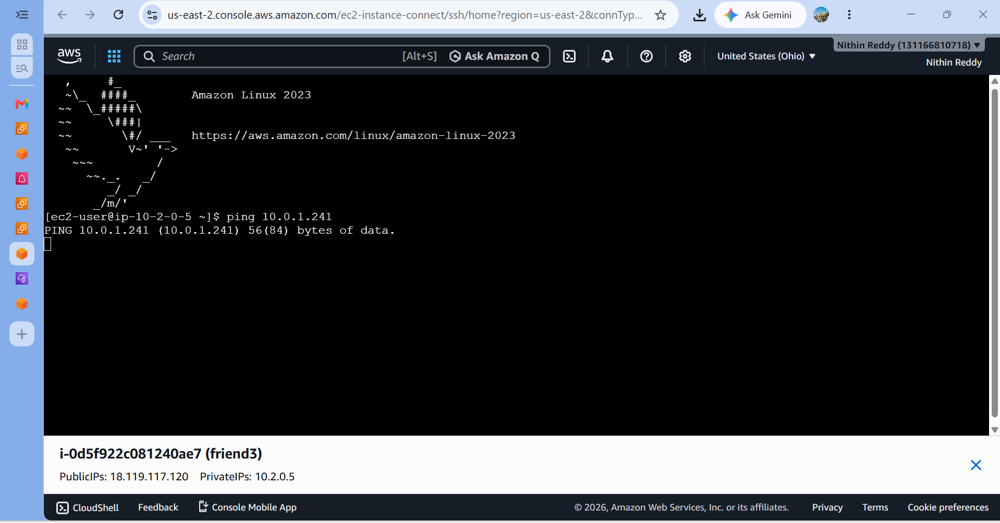 us-east-2.console.aws.amazon.com/ec2-instance-connect/ssh/home?region=us-east-2&connTyp...
Ask Gemini
aws
Search
[Alt+S]
Ask Amazon Q
United States (Ohio)
Nithin Reddy (131166810718)
Nithin Reddy
   ,     #_
   ~\_  ####_        Amazon Linux 2023
  ~~  \_#####\
  ~~     \###|
  ~~       \#/ ___   https://aws.amazon.com/linux/amazon-linux-2023
   ~~       V~' '->
    ~~~         /
      ~~._.   _/
         _/ _/
       _/m/'
[ec2-user@ip-10-2-0-5 ~]$ ping 10.0.1.241
PING 10.0.1.241 (10.0.1.241) 56(84) bytes of data.
i-0d5f922c081240ae7 (friend3)
PublicIPs: 18.119.117.120 PrivateIPs: 10.2.0.5
CloudShell Feedback Console Mobile App © 2026, Amazon Web Services, Inc. or its affiliates. Privacy Terms Cookie preferences